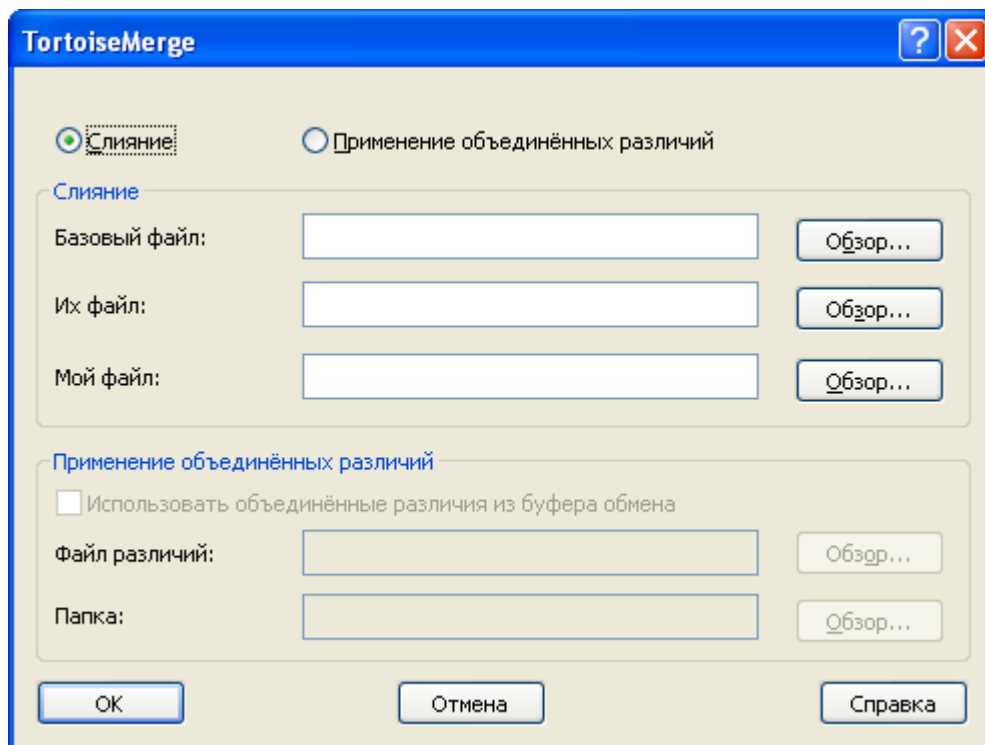 TortoiseMerge
Слияние Применение объединённых различий
Слияние
Базовый файл: Обзор...
Их файл: Обзор...
Мой файл: Обзор...
Применение объединённых различий
Использовать объединённые различия из буфера обмена
Файл различий: Обзор...
Папка: Обзор...
ОК Отмена Справка